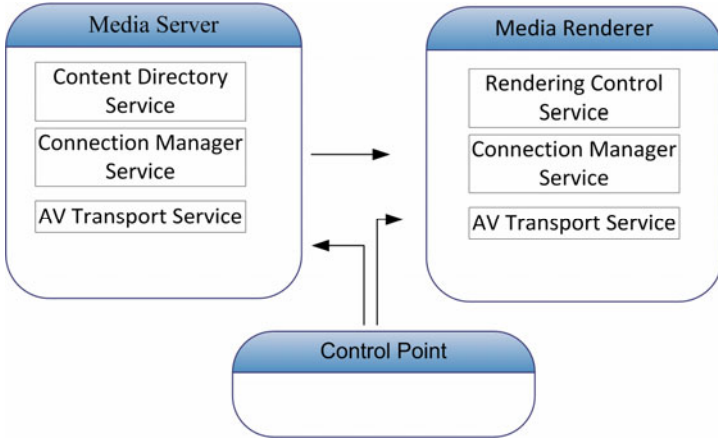 Media Server
Content Directory
Service
Connection Manager
Service
AV Transport Service
Media Renderer
Rendering Control
Service
Connection Manager
Service
AV Transport Service
Control Point